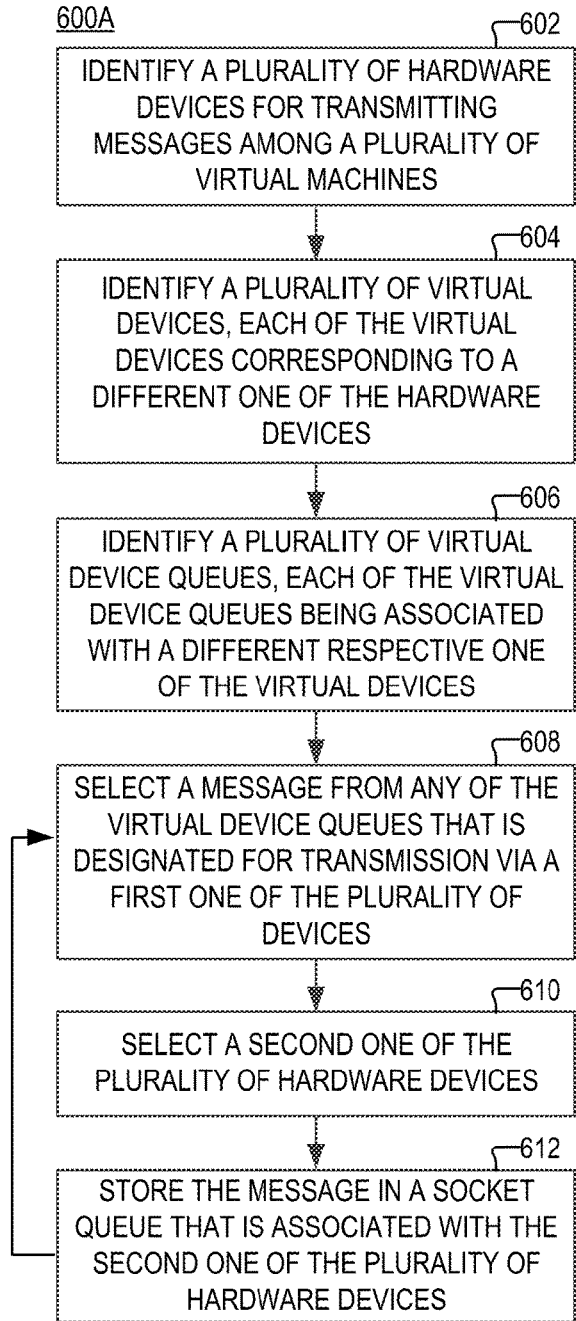 600A
602
IDENTIFY A PLURALITY OF HARDWARE
DEVICES FOR TRANSMITTING
MESSAGES AMONG A PLURALITY OF
VIRTUAL MACHINES
604
IDENTIFY A PLURALITY OF VIRTUAL
DEVICES, EACH OF THE VIRTUAL
DEVICES CORRESPONDING TO A
DIFFERENT ONE OF THE HARDWARE
DEVICES
606
IDENTIFY A PLURALITY OF VIRTUAL
DEVICE QUEUES, EACH OF THE VIRTUAL
DEVICE QUEUES BEING ASSOCIATED
WITH A DIFFERENT RESPECTIVE ONE
OF THE VIRTUAL DEVICES
608
SELECT A MESSAGE FROM ANY OF THE
VIRTUAL DEVICE QUEUES THAT IS
DESIGNATED FOR TRANSMISSION VIA A
FIRST ONE OF THE PLURALITY OF
DEVICES
610
SELECT A SECOND ONE OF THE
PLURALITY OF HARDWARE DEVICES
612
STORE THE MESSAGE IN A SOCKET
QUEUE THAT IS ASSOCIATED WITH THE
SECOND ONE OF THE PLURALITY OF
HARDWARE DEVICES